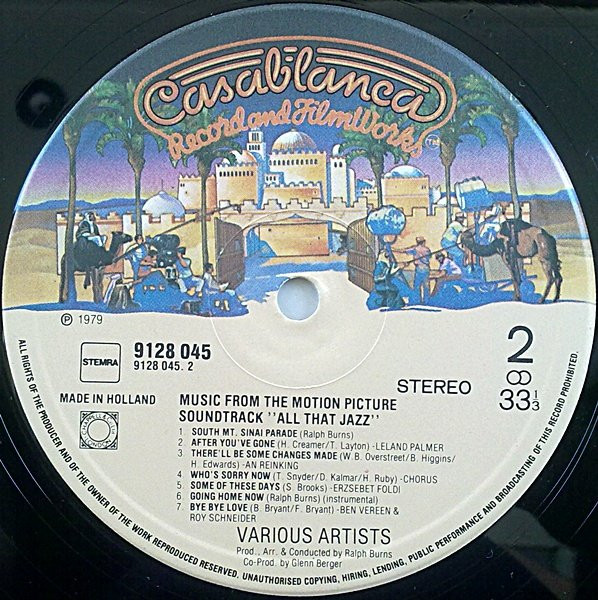 Casablanca
Record and FilmWorks
TM
℗ 1979
STEMRA
9128 045
9128 045. 2
2
STEREO
33 1/3
MADE IN HOLLAND
LONDON
MUSIC FROM THE MOTION PICTURE
SOUNDTRACK "ALL THAT JAZZ"
1. SOUTH MT. SINAI PARADE (Ralph Burns)
2. AFTER YOU'VE GONE (H. Creamer/T. Layton) -LELAND PALMER
3. THERE'LL BE SOME CHANGES MADE (W.B. Overstreet/B. Higgins/
H. Edwards) -AN REINKING
4. WHO'S SORRY NOW (T. Snyder/D. Kalmar/H. Ruby) -CHORUS
5. SOME OF THESE DAYS (S. Brooks) -ERZSEBET FOLDI
6. GOING HOME NOW (Ralph Burns) (instrumental)
7. BYE BYE LOVE (B. Bryant/F. Bryant) -BEN VEREEN &
ROY SCHNEIDER
VARIOUS ARTISTS
Prod., Arr. & Conducted by Ralph Burns
Co-Prod. by Glenn Berger
ALL RIGHTS OF THE PRODUCER AND OF THE OWNER OF THE WORK REPRODUCED RESERVED. UNAUTHORISED COPYING, HIRING, LENDING, PUBLIC PERFORMANCE AND BROADCASTING OF THIS RECORD PROHIBITED.